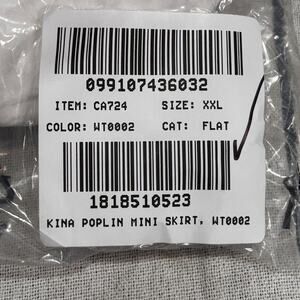 099107436032
ITEM: CA724 SIZE: XXL
COLOR: WT0002 CAT: FLAT
1818510523
KINA POPLIN MINI SKIRT, WT0002